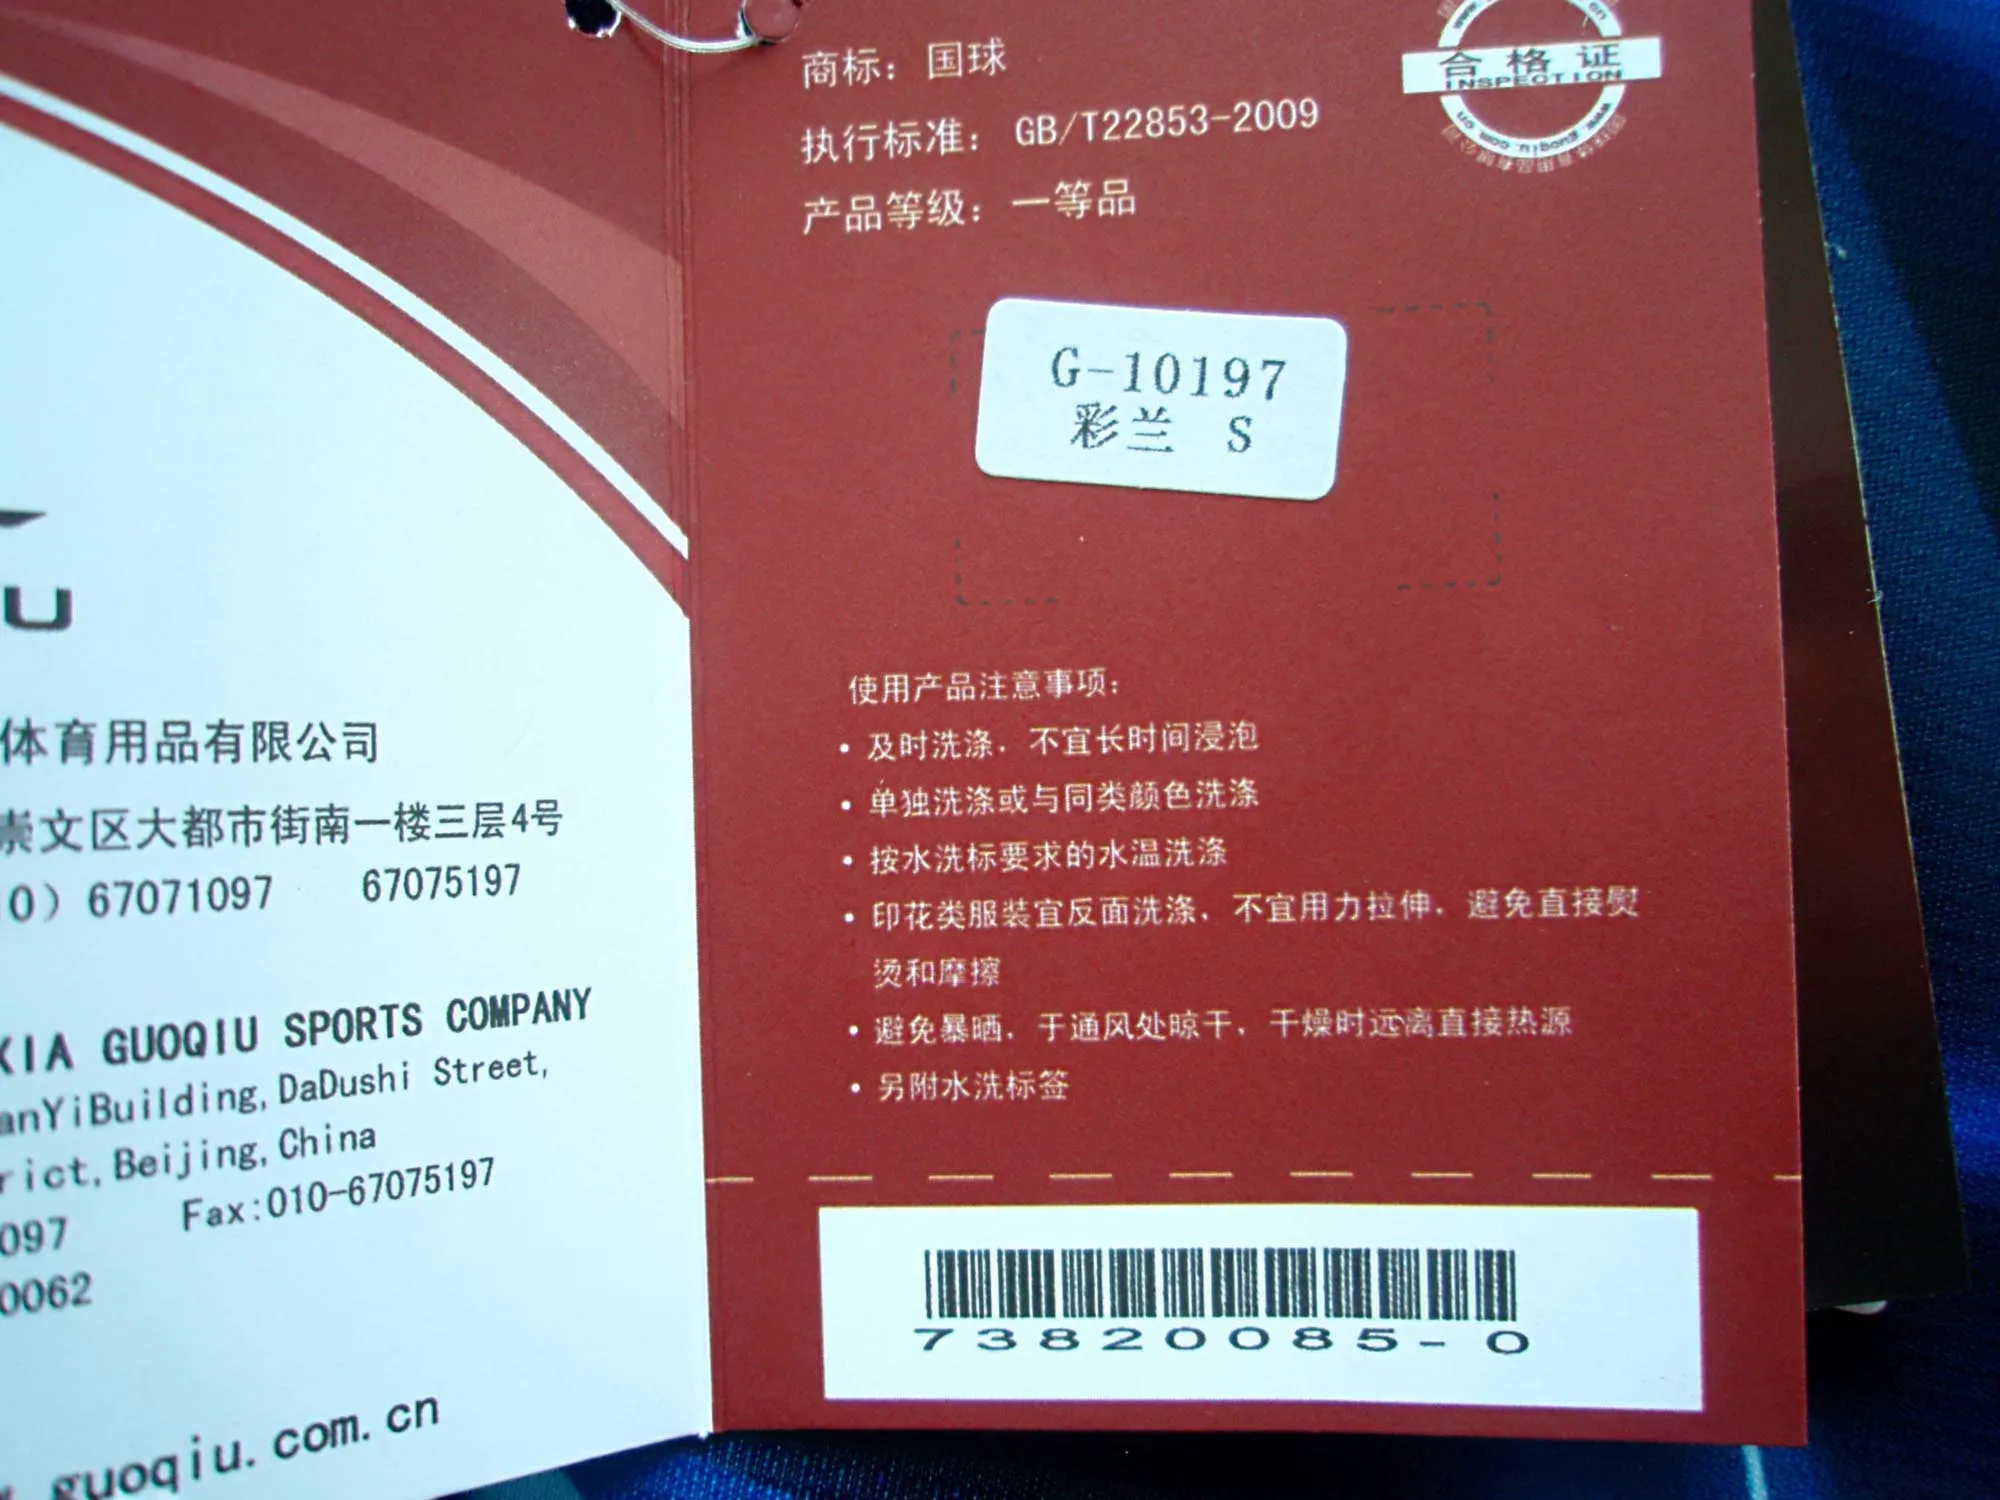 U
体育用品有限公司
崇文区大都市街南一楼三层4号
0）67071097 67075197
XIA GUOQIU SPORTS COMPANY
anYiBuilding,DaDushi Street,
rict,Beijing,China
097 Fax:010-67075197
0062
guoqiu.com.cn
商标：国球
执行标准：GB/T22853-2009
产品等级：一等品
合格证
INSPECTION
www.guoqiu.com.cn
G-10197
彩兰 S
使用产品注意事项：
• 及时洗涤，不宜长时间浸泡
• 单独洗涤或与同类颜色洗涤
• 按水洗标要求的水温洗涤
• 印花类服装宜反面洗涤，不宜用力拉伸，避免直接熨
烫和摩擦
• 避免暴晒，于通风处晾干，干燥时远离直接热源
• 另附水洗标签
73820085-0